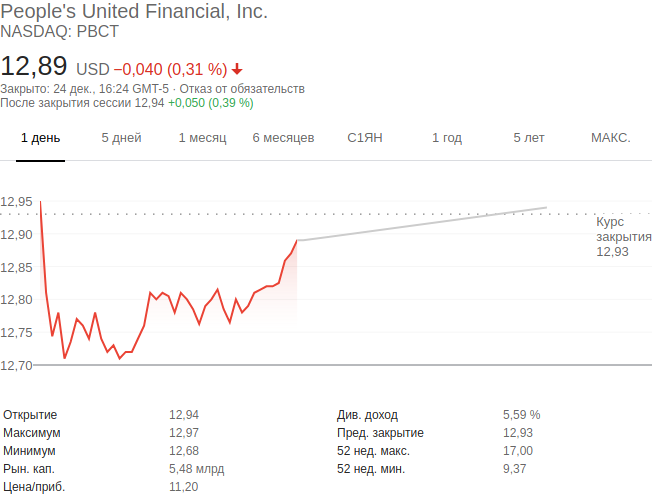 People's United Financial, Inc.
NASDAQ: PBCT
12,89 USD −0,040 (0,31 %)
Закрыто: 24 дек., 16:24 GMT-5 · Отказ от обязательств
После закрытия сессии 12,94 +0,050 (0,39 %)
1 день 5 дней 1 месяц 6 месяцев С1ЯН 1 год 5 лет МАКС.
12,95
12,90
12,85
12,80
12,75
12,70
Курс
закрытия
12,93
Открытие 12,94 Див. доход 5,59 %
Максимум 12,97 Пред. закрытие 12,93
Минимум 12,68 52 нед. макс. 17,00
Рын. кап. 5,48 млрд 52 нед. мин. 9,37
Цена/приб. 11,20